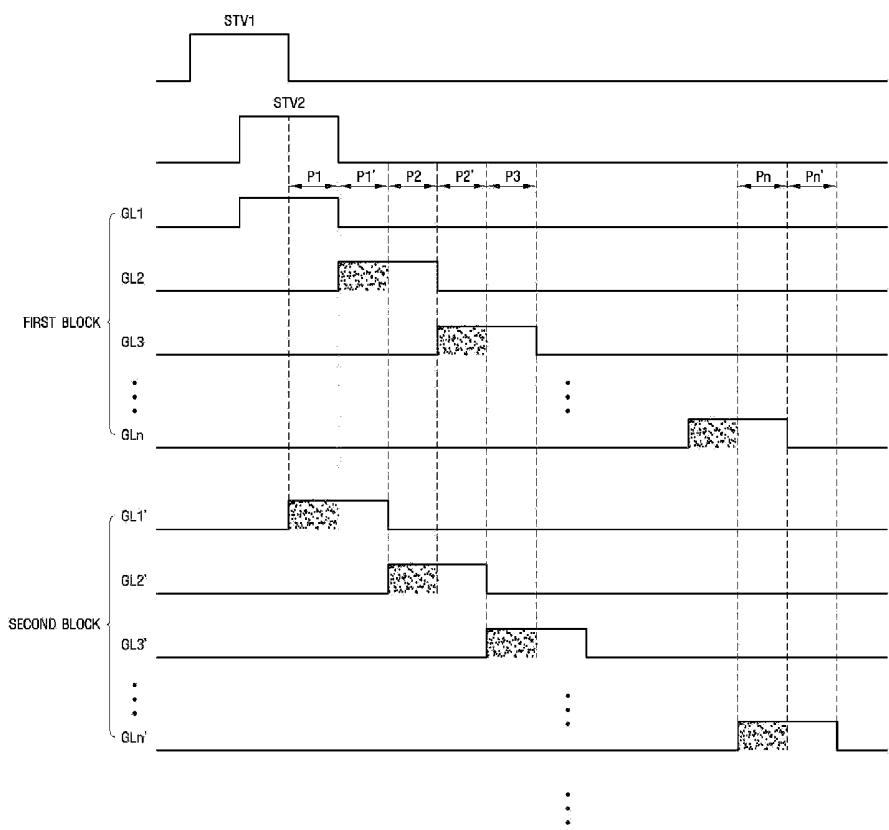 STV1
STV2
P1 P1' P2 P2' P3 Pn Pn'
GL1
GL2
FIRST BLOCK
GL3
GLn
GL1'
GL2'
SECOND BLOCK
GL3'
GLn'